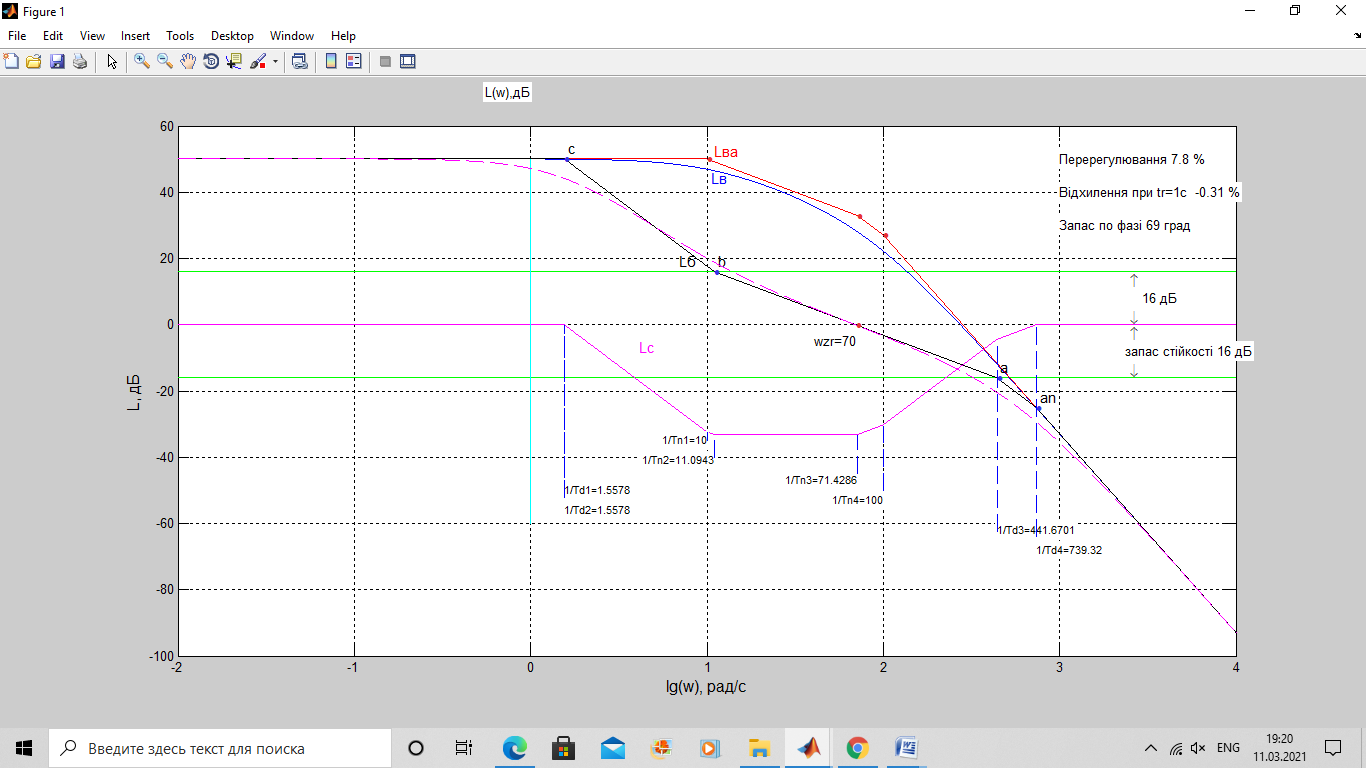 Figure 1
File Edit View Insert Tools Desktop Window Help
L(w),дБ
60
40
20
0
-20
-40
-60
-80
-100
-2
-1
0
1
2
3
4
L, дБ
lg(w), рад/с
c
Lва
Lв
Lб
b
wzr=70
Lс
a
an
Перерегулювання 7.8 %
Відхилення при tr=1c -0.31 %
Запас по фазі 69 град
16 дБ
запас стійкості 16 дБ
1/Tn1=10
1/Tn2=11.0943
1/Tn3=71.4286
1/Tn4=100
1/Td1=1.5578
1/Td2=1.5578
1/Td3=441.6701
1/Td4=739.32
Введите здесь текст для поиска
ENG
19:20
11.03.2021